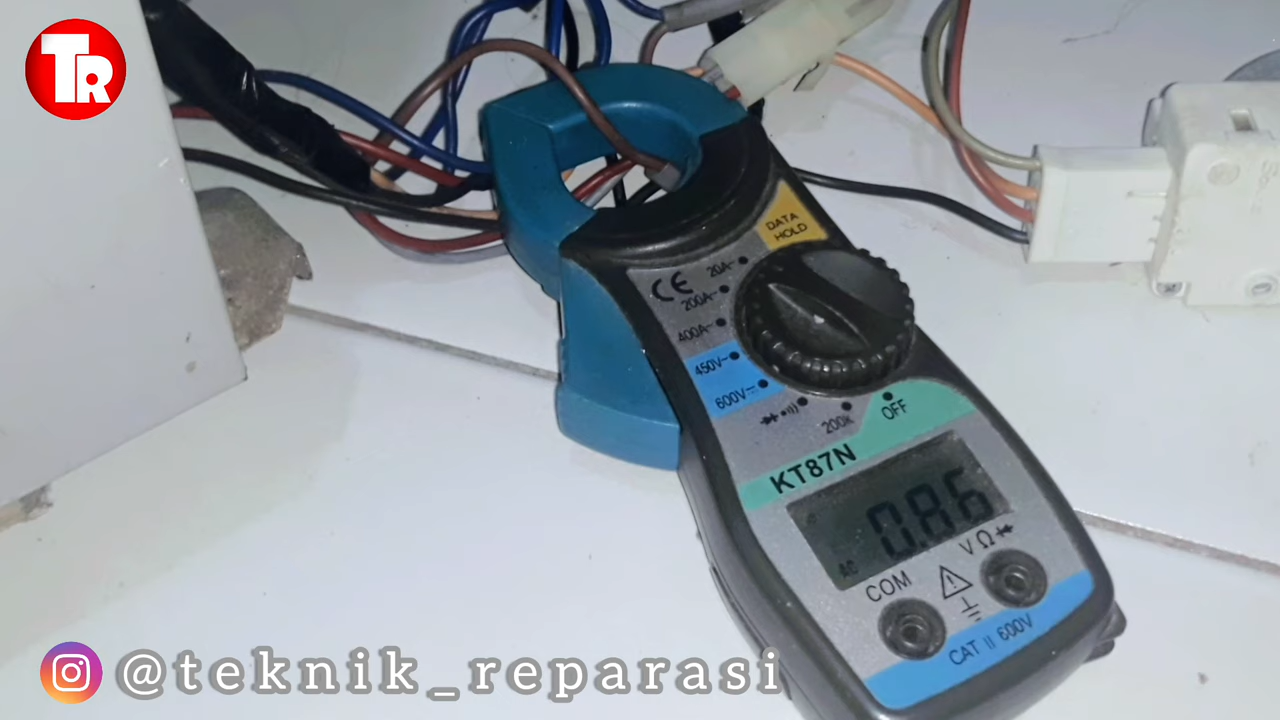 TR
DATA
HOLD
CE
20A~
200A~
400A~
450V~
600V⎓
200K
OFF
KT87N
0.86
AC
COM
VΩ
CAT II 600V
@teknik_reparasi